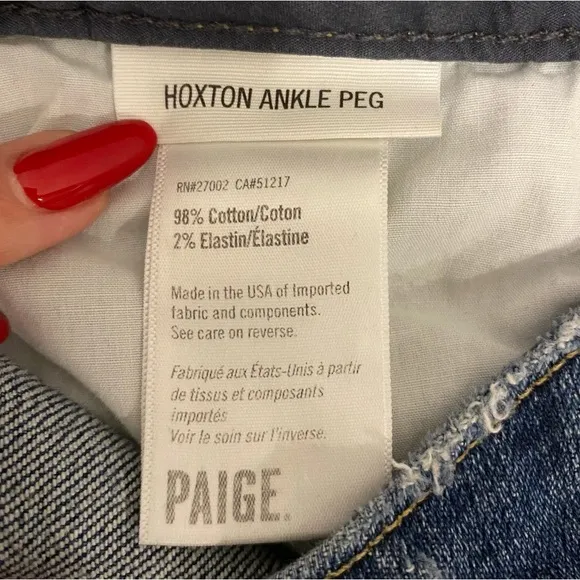 HOXTON ANKLE PEG
RN#27002 CA#51217
98% Cotton/Coton
2% Elastin/Élastine
Made in the USA of Imported
fabric and components.
See care on reverse.
Fabriqué aux États-Unis à partir
de tissus et composants
importés
Voir le soin sur l'inverse.
PAIGE.